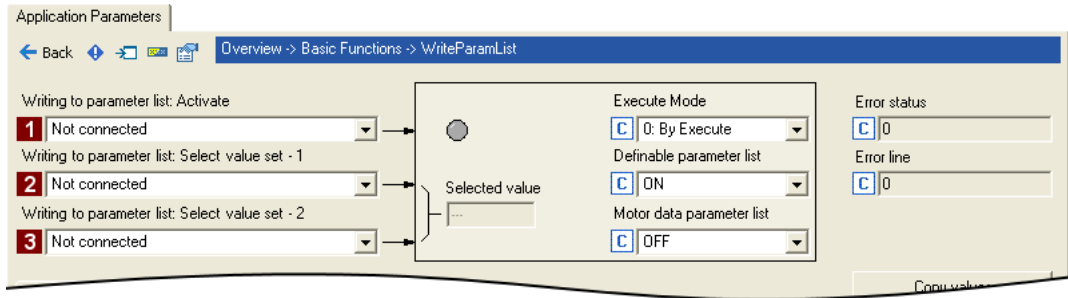 Application Parameters
Back Overview -> Basic Functions -> WriteParamList
Writing to parameter list: Activate Execute Mode Error status
1 Not connected C 0: By Execute C 0
Writing to parameter list: Select value set - 1 Definable parameter list Error line
2 Not connected Selected value C ON C 0
Writing to parameter list: Select value set - 2 --- Motor data parameter list
3 Not connected C OFF
Copy